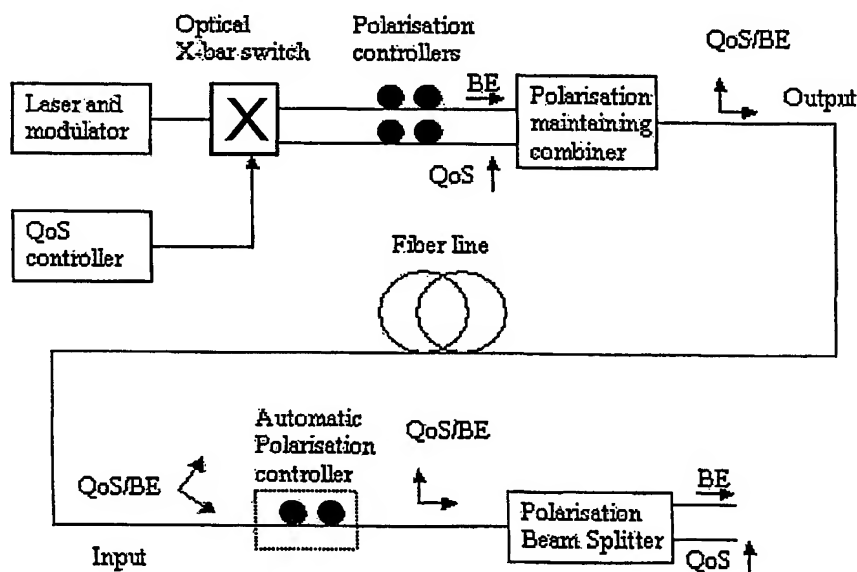 Optical
X-bar switch
Polarisation
controllers
QoS/BE
BE
Output
Laser and
modulator
X
Polarisation
maintaining
combiner
QoS
QoS
controller
Fiber line
Automatic
Polarisation
controller
QoS/BE
QoS/BE
BE
Polarisation
Beam Splitter
Input
QoS